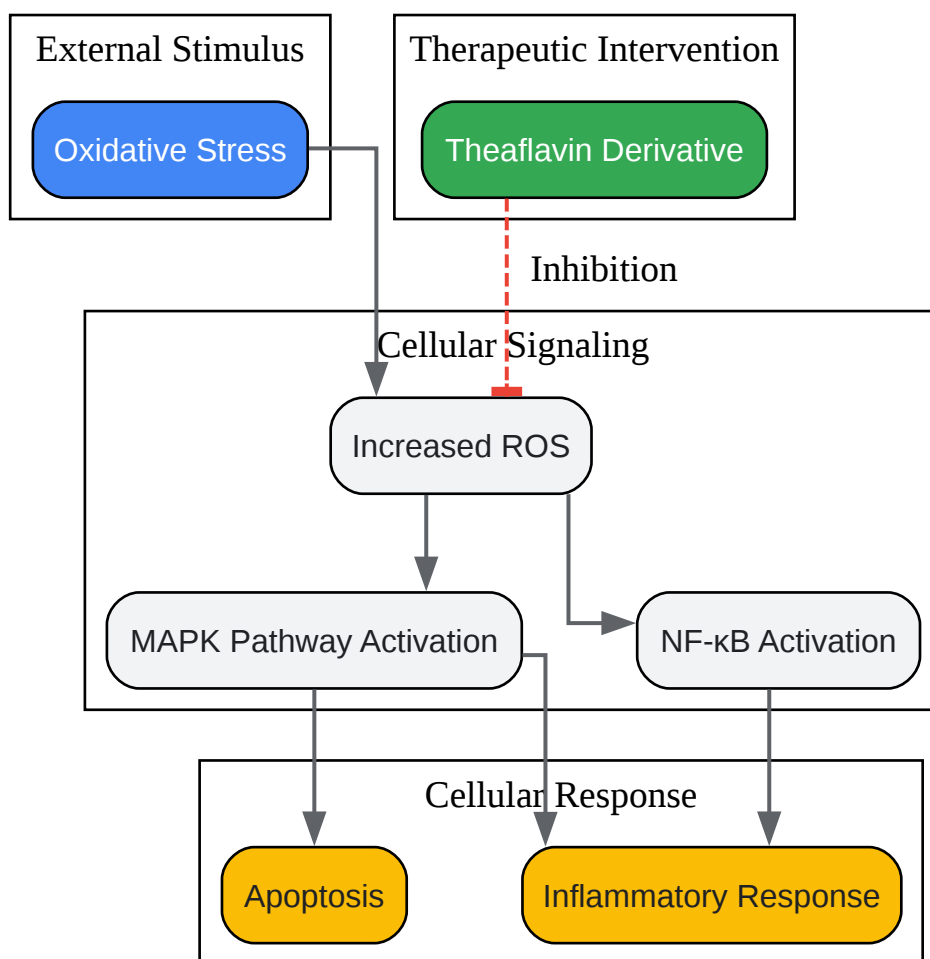 External Stimulus
Therapeutic Intervention
Oxidative Stress
Theaflavin Derivative
Inhibition
Cellular Signaling
Increased ROS
MAPK Pathway Activation
NF-κB Activation
Cellular Response
Apoptosis
Inflammatory Response